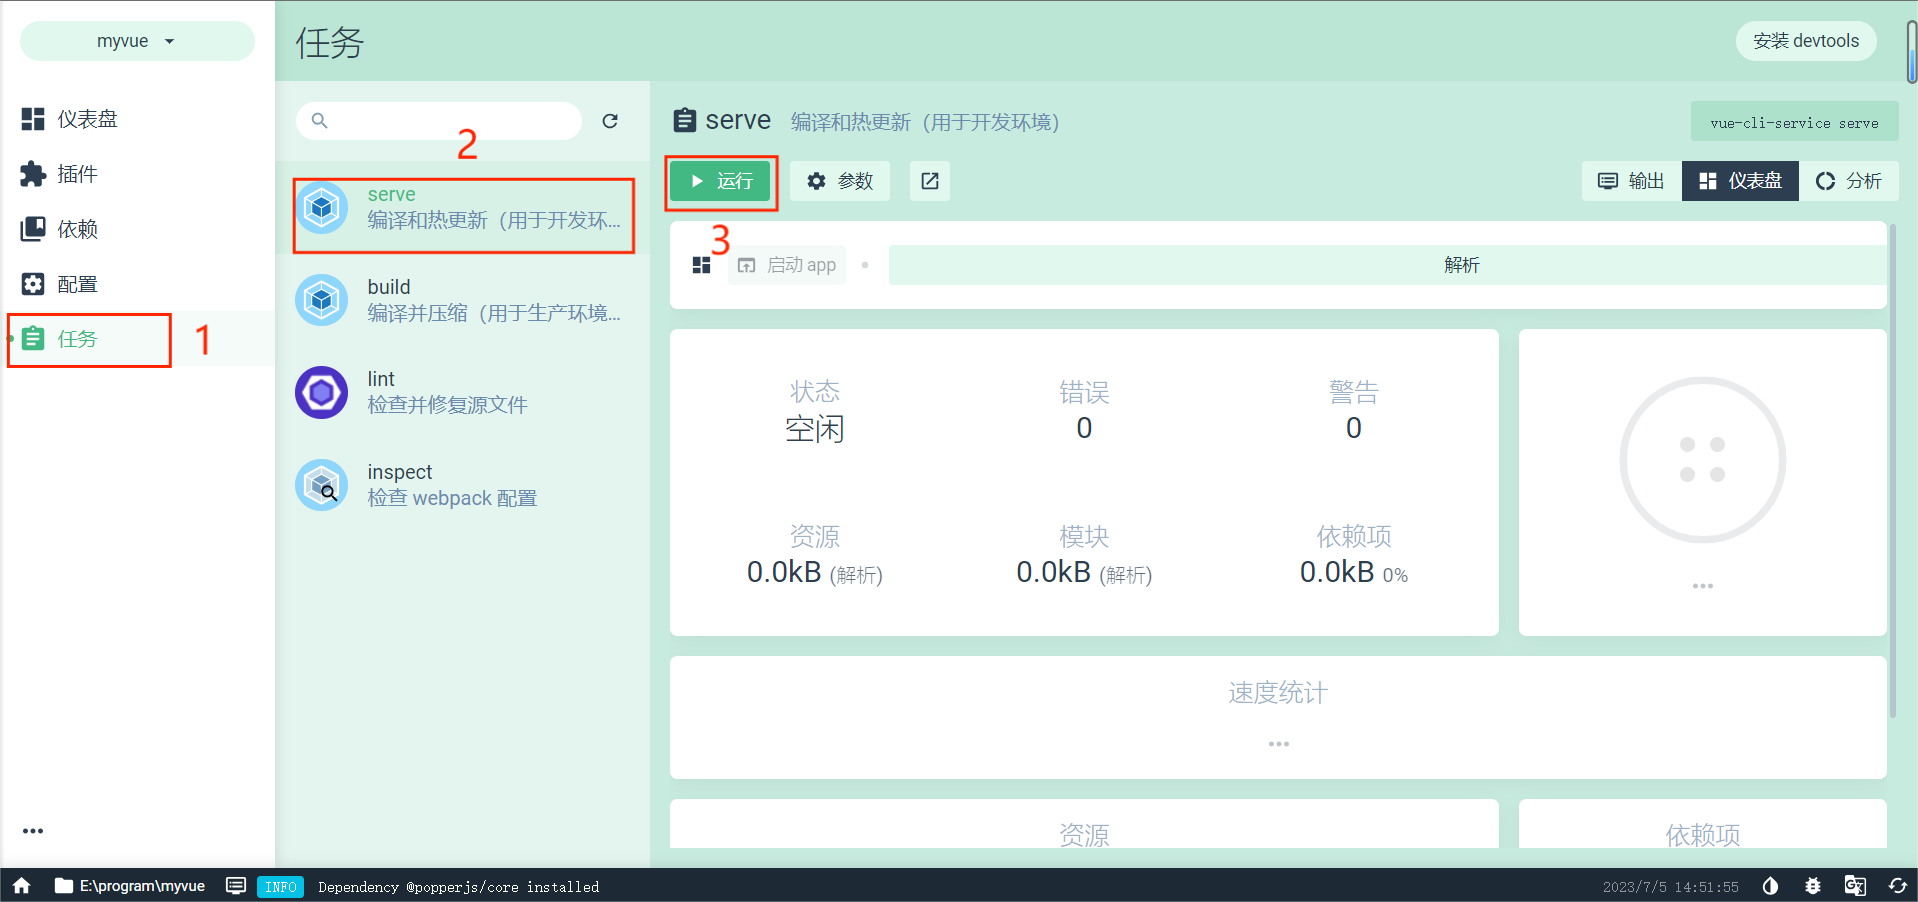 myvue
任务
安装 devtools
仪表盘
插件
依赖
配置
任务
1
2
serve
编译和热更新（用于开发环...
build
编译并压缩（用于生产环境...
lint
检查并修复源文件
inspect
检查 webpack 配置
serve 编译和热更新（用于开发环境）
vue-cli-service serve
运行
参数
输出
仪表盘
分析
3
启动 app
解析
状态
空闲
错误
0
警告
0
资源
0.0kB (解析)
模块
0.0kB (解析)
依赖项
0.0kB 0%
速度统计
资源
依赖项
E:\program\myvue
INFO
Dependency @popperjs/core installed
2023/7/5 14:51:55